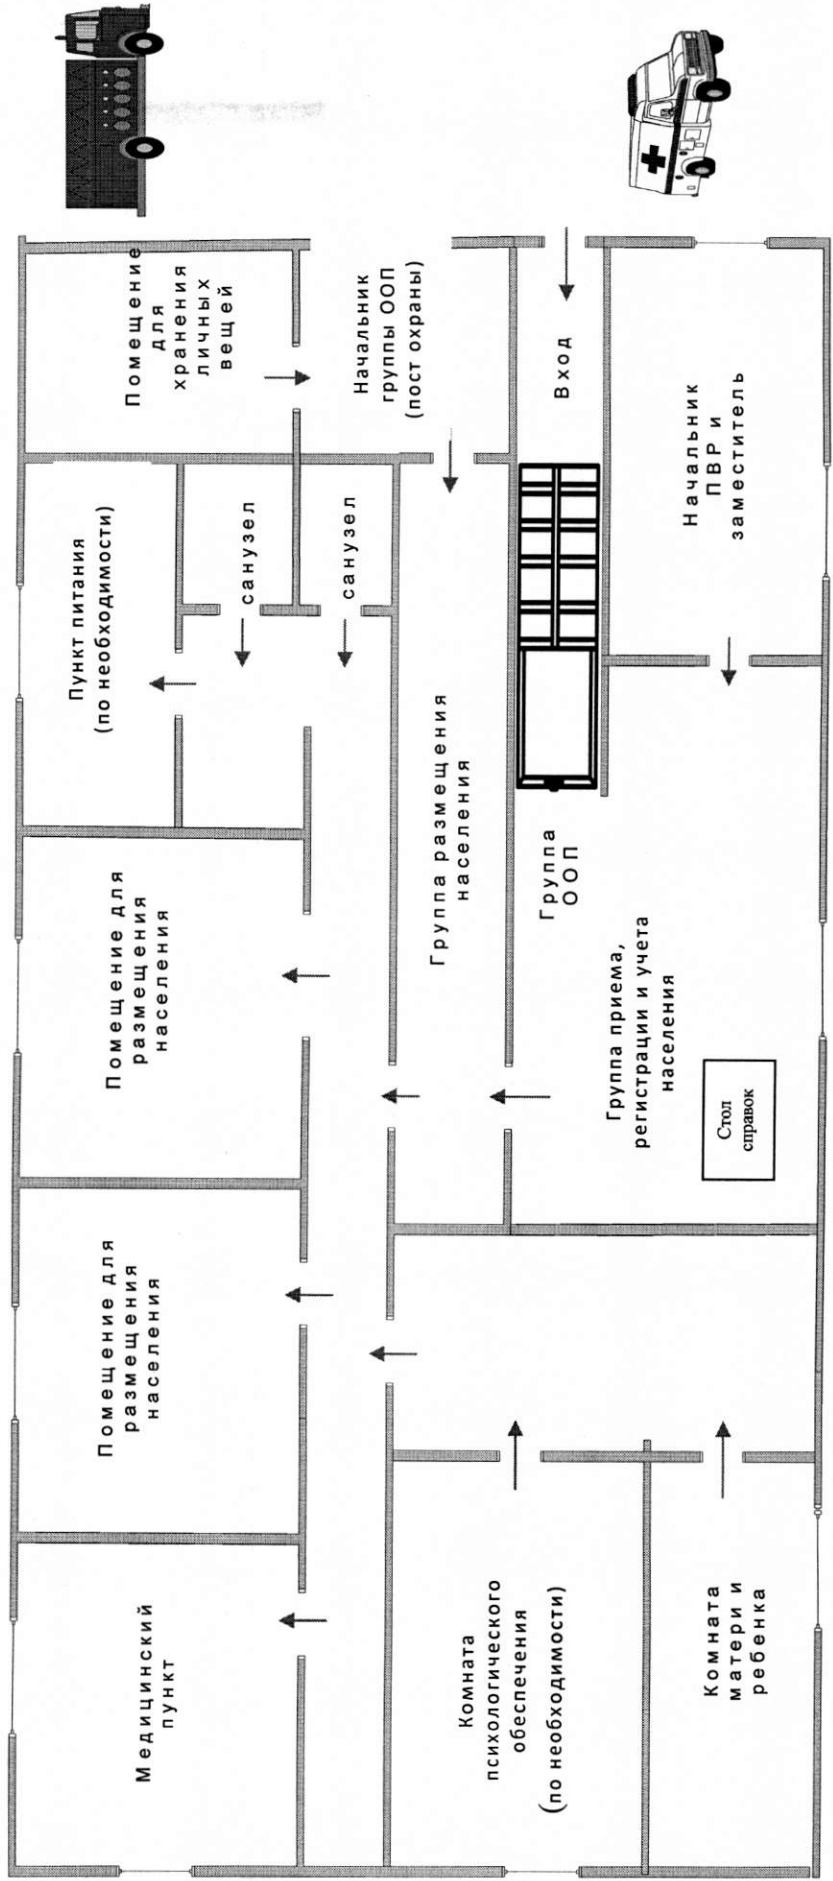 Медицинский
пункт
Помещение для
размещения
населения
Помещение для
размещения
населения
Пункт питания
(по необходимости)
Помещение
для
хранения
личных
вещей
санузел
санузел
Начальник
группы ООП
(пост охраны)
Группа размещения
населения
Вход
Группа
ООП
Комната
психологического
обеспечения
(по необходимости)
Комната
матери и
ребенка
Группа приема,
регистрации и учета
населения
Стол
справок
Начальник
ПВР и
заместитель